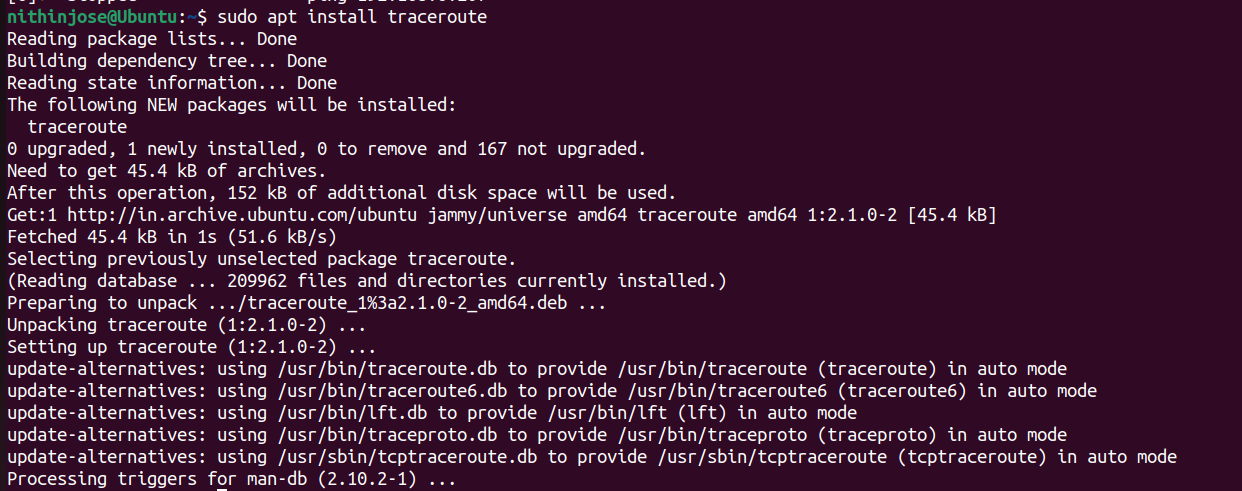 nithinjose@Ubuntu:~$ sudo apt install traceroute
Reading package lists... Done
Building dependency tree... Done
Reading state information... Done
The following NEW packages will be installed:
  traceroute
0 upgraded, 1 newly installed, 0 to remove and 167 not upgraded.
Need to get 45.4 kB of archives.
After this operation, 152 kB of additional disk space will be used.
Get:1 http://in.archive.ubuntu.com/ubuntu jammy/universe amd64 traceroute amd64 1:2.1.0-2 [45.4 kB]
Fetched 45.4 kB in 1s (51.6 kB/s)
Selecting previously unselected package traceroute.
(Reading database ... 209962 files and directories currently installed.)
Preparing to unpack .../traceroute_1%3a2.1.0-2_amd64.deb ...
Unpacking traceroute (1:2.1.0-2) ...
Setting up traceroute (1:2.1.0-2) ...
update-alternatives: using /usr/bin/traceroute.db to provide /usr/bin/traceroute (traceroute) in auto mode
update-alternatives: using /usr/bin/traceroute6.db to provide /usr/bin/traceroute6 (traceroute6) in auto mode
update-alternatives: using /usr/bin/lft.db to provide /usr/bin/lft (lft) in auto mode
update-alternatives: using /usr/bin/traceproto.db to provide /usr/bin/traceproto (traceproto) in auto mode
update-alternatives: using /usr/sbin/tcptraceroute.db to provide /usr/sbin/tcptraceroute (tcptraceroute) in auto mode
Processing triggers for man-db (2.10.2-1) ...